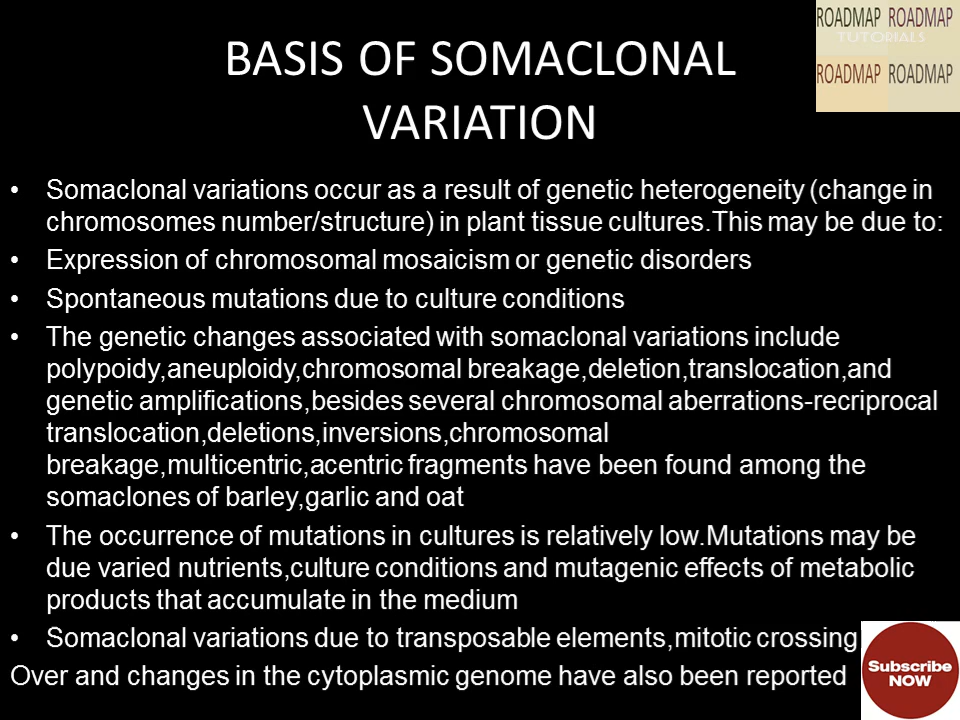 BASIS OF SOMACLONAL
VARIATION
ROADMAP ROADMAP
TUTORIALS
ROADMAP ROADMAP
• Somaclonal variations occur as a result of genetic heterogeneity (change in
chromosomes number/structure) in plant tissue cultures.This may be due to:
• Expression of chromosomal mosaicism or genetic disorders
• Spontaneous mutations due to culture conditions
• The genetic changes associated with somaclonal variations include
polypoidy,aneuploidy,chromosomal breakage,deletion,translocation,and
genetic amplifications,besides several chromosomal aberrations-recriprocal
translocation,deletions,inversions,chromosomal
breakage,multicentric,acentric fragments have been found among the
somaclones of barley,garlic and oat
• The occurrence of mutations in cultures is relatively low.Mutations may be
due varied nutrients,culture conditions and mutagenic effects of metabolic
products that accumulate in the medium
• Somaclonal variations due to transposable elements,mitotic crossing
Over and changes in the cytoplasmic genome have also been reported
Subscribe
NOW